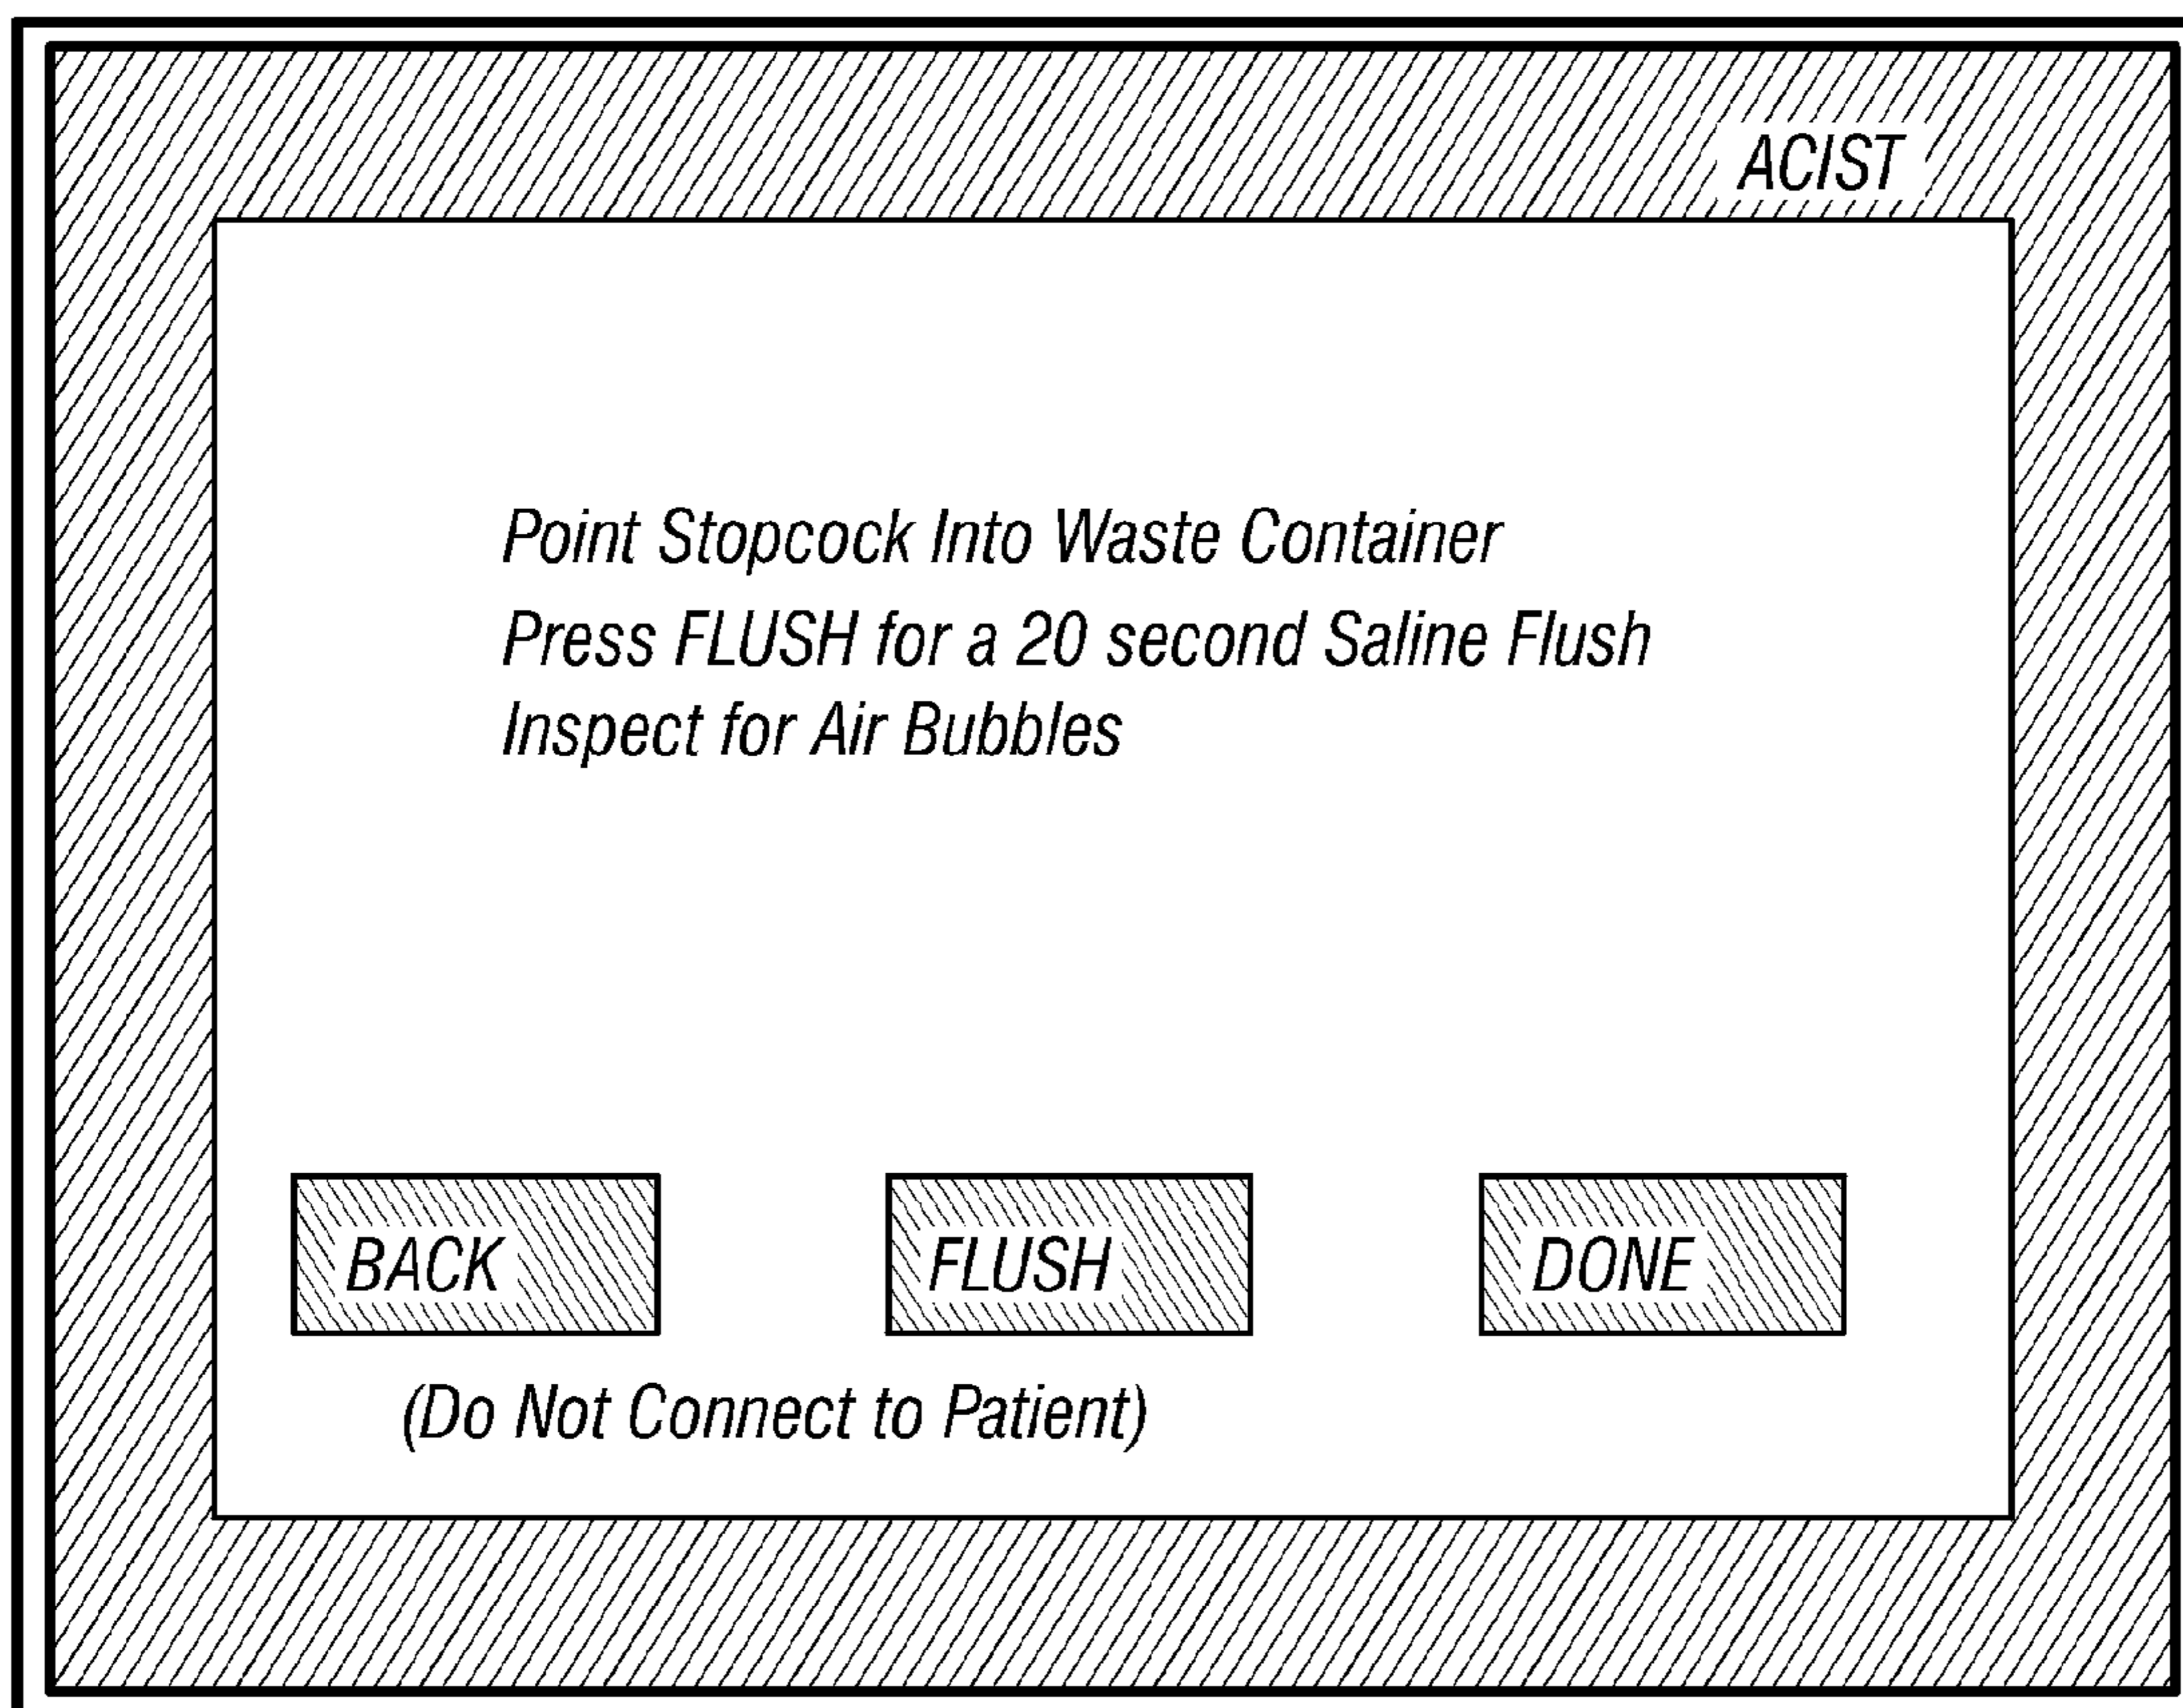 ACIST
Point Stopcock Into Waste Container
Press FLUSH for a 20 second Saline Flush
Inspect for Air Bubbles
BACK FLUSH DONE
(Do Not Connect to Patient)